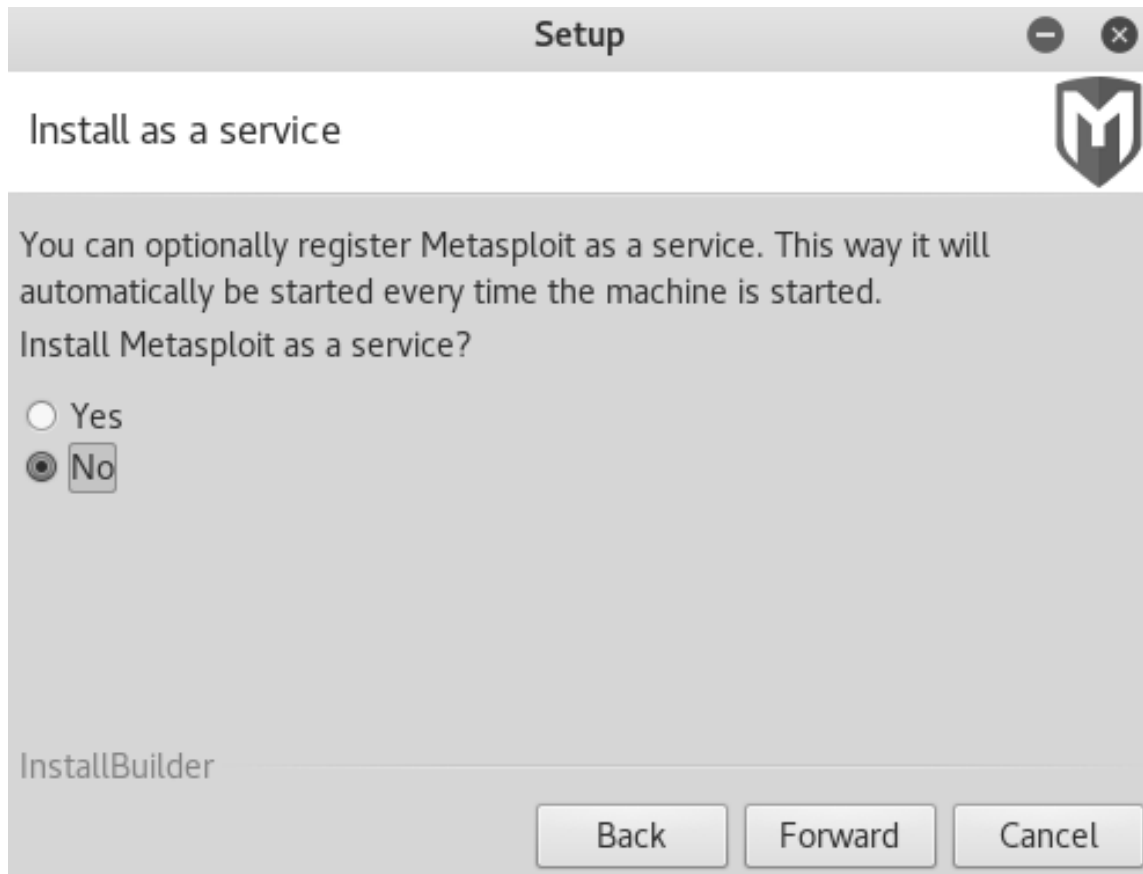 Setup
Install as a service
You can optionally register Metasploit as a service. This way it will
automatically be started every time the machine is started.
Install Metasploit as a service?
Yes
No
InstallBuilder
Back Forward Cancel